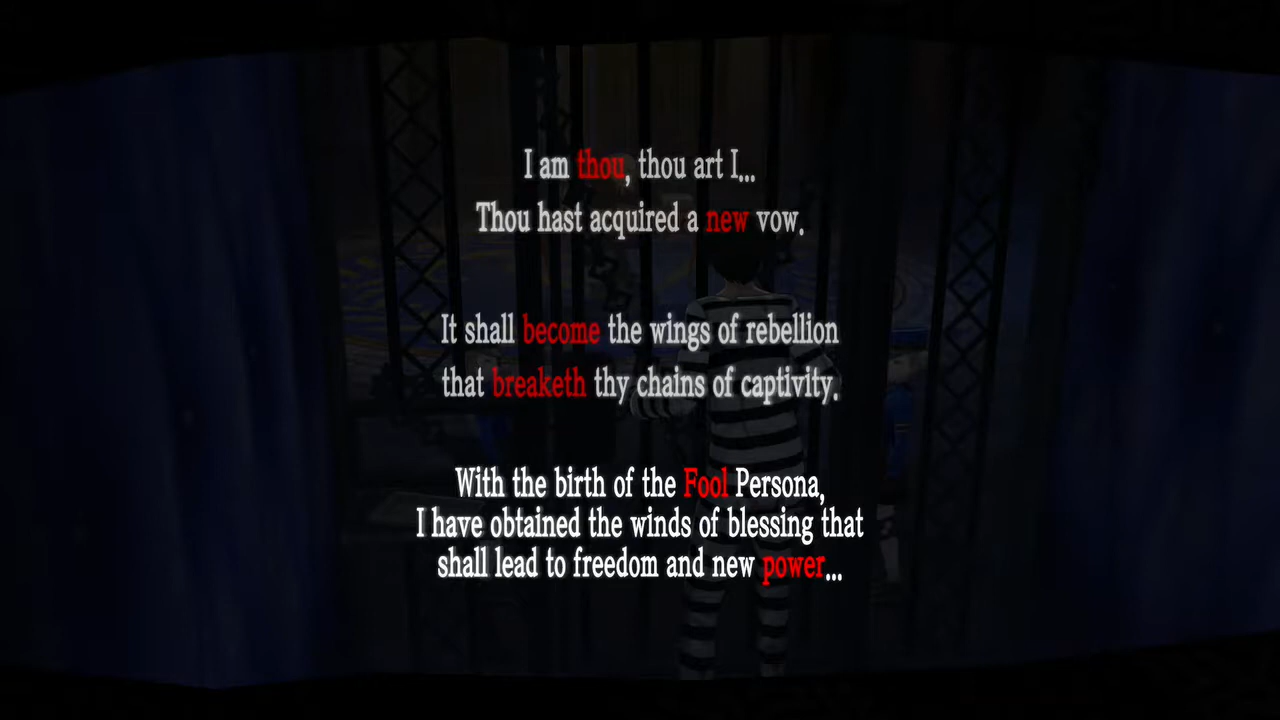 I am thou, thou art I...
Thou hast acquired a new vow.
It shall become the wings of rebellion
that breaketh thy chains of captivity.
With the birth of the Fool Persona,
I have obtained the winds of blessing that
shall lead to freedom and new power...